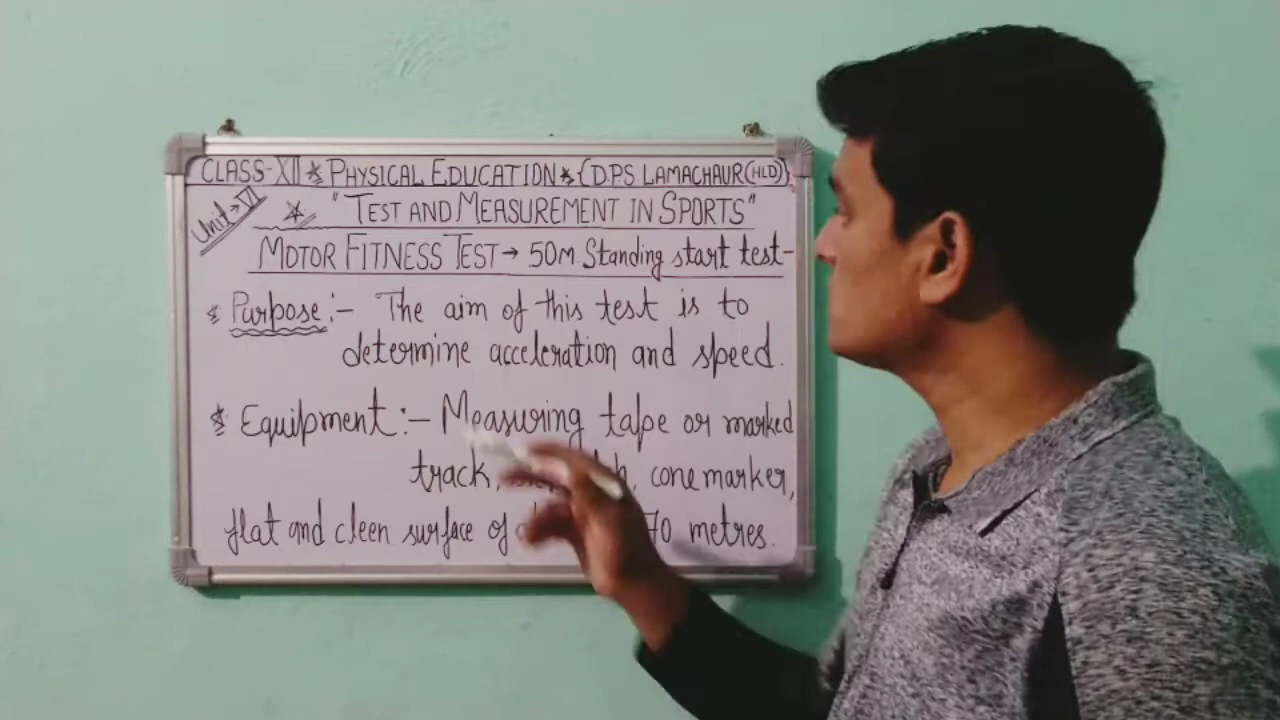 CLASS-XII * PHYSICAL EDUCATION * {D.P.S. LAMACHAUR(HLD)}
Unit→VI * "TEST AND MEASUREMENT IN SPORTS"
MOTOR FITNESS TEST → 50M. Standing start test-
* Purpose:- The aim of this test is to
determine acceleration and speed.
* Equipment:- Measuring tape or marked
track, cone marker,
flat and cleen surface of 70 metres.